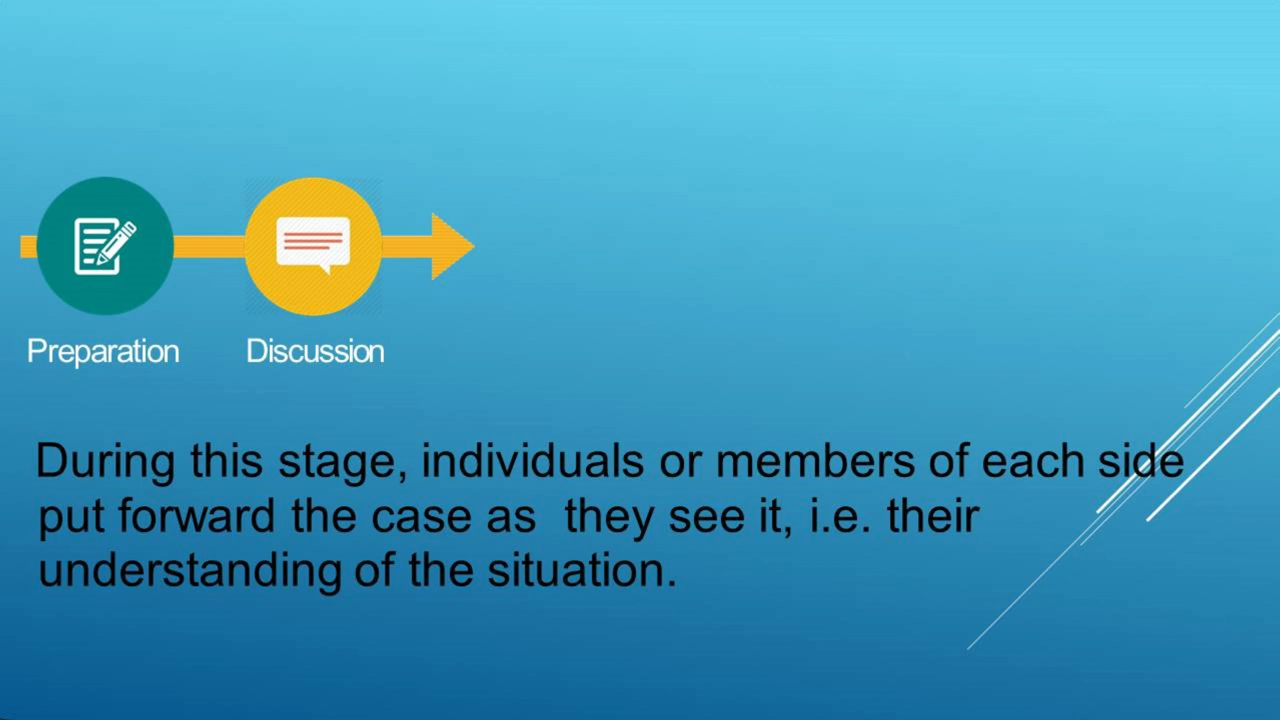 Preparation Discussion
During this stage, individuals or members of each side
put forward the case as  they see it, i.e. their
understanding of the situation.